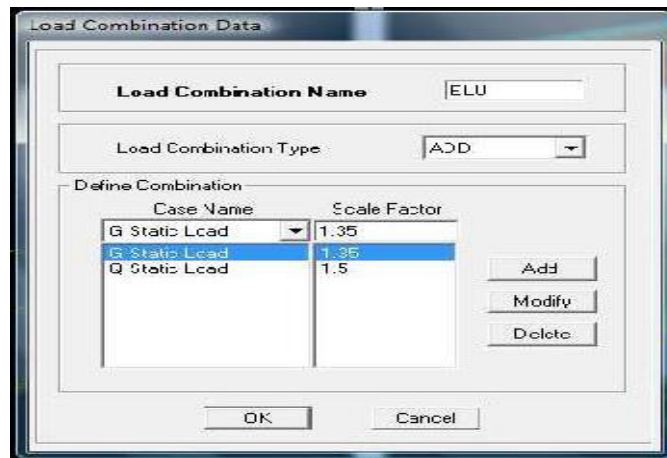 Load Combination Data
Load Combination Name ELU
Load Combination Type ADD
Define Combination
Case Name Scale Factor
G Static Load 1.35
G Static Load 1.35
Q Static Load 1.5
Add
Modify
Delete
OK Cancel